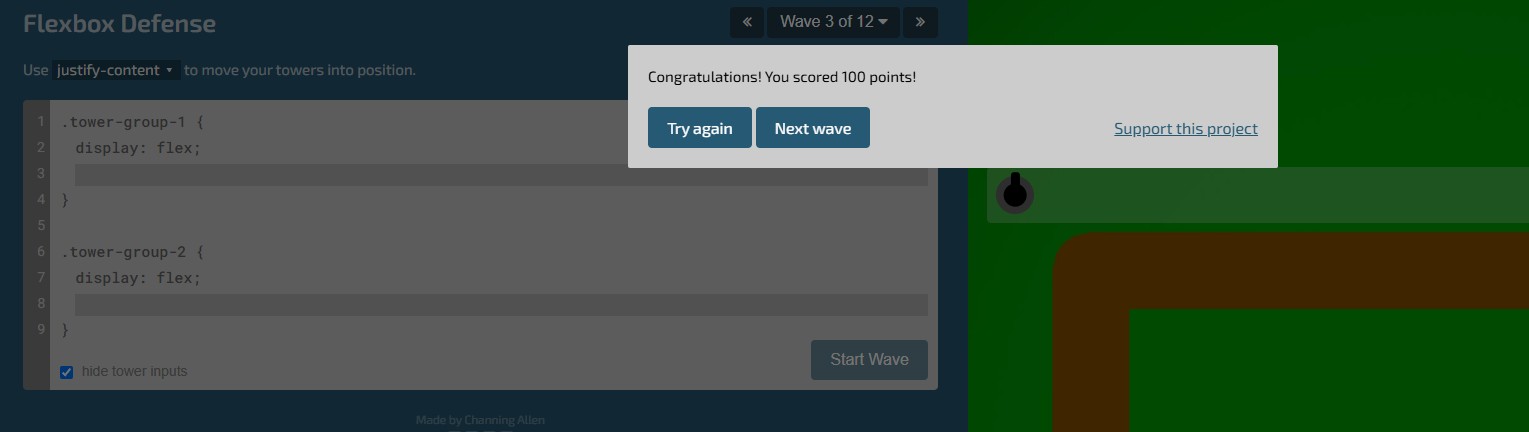 Flexbox Defense
« Wave 3 of 12 »
Use justify-content to move your towers into position.
Congratulations! You scored 100 points!
Try again Next wave Support this project
1 .tower-group-1 {
2 display: flex;
3
4 }
5
6 .tower-group-2 {
7 display: flex;
8
9 }
hide tower inputs
Start Wave
Made by Channing Allen